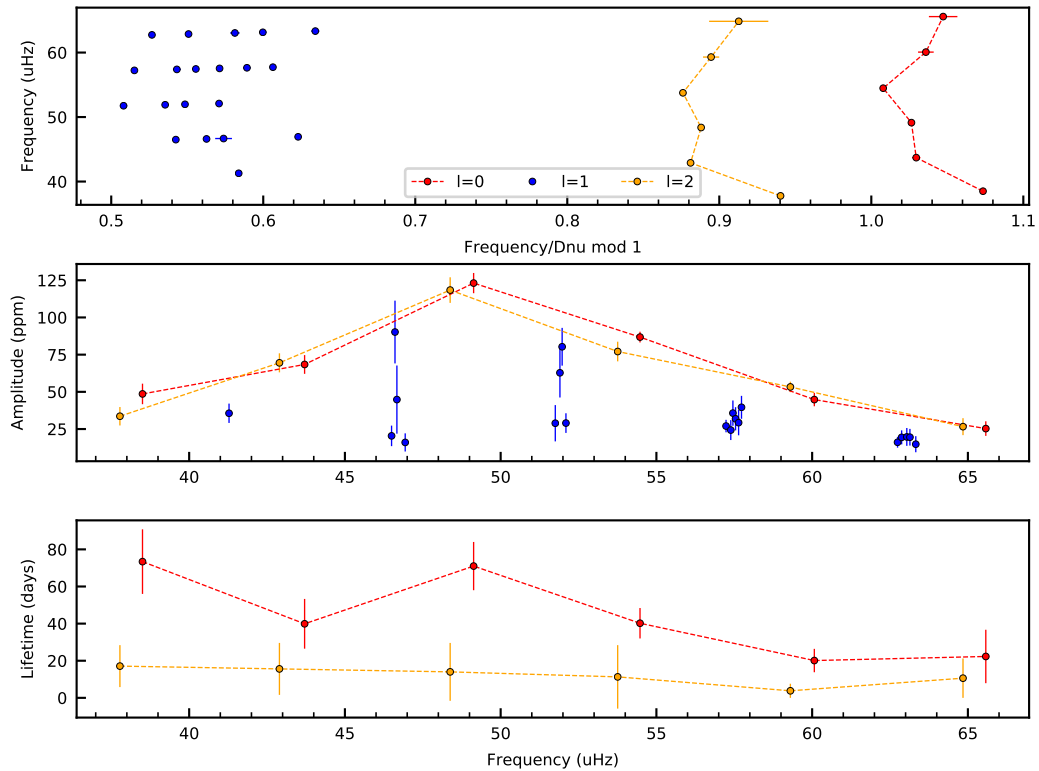 Frequency (uHz)
60
50
40
l=0 l=1 l=2
0.5 0.6 0.7 0.8 0.9 1.0 1.1
Frequency/Dnu mod 1
Amplitude (ppm)
125
100
75
50
25
40 45 50 55 60 65
Lifetime (days)
80
60
40
20
0
40 45 50 55 60 65
Frequency (uHz)